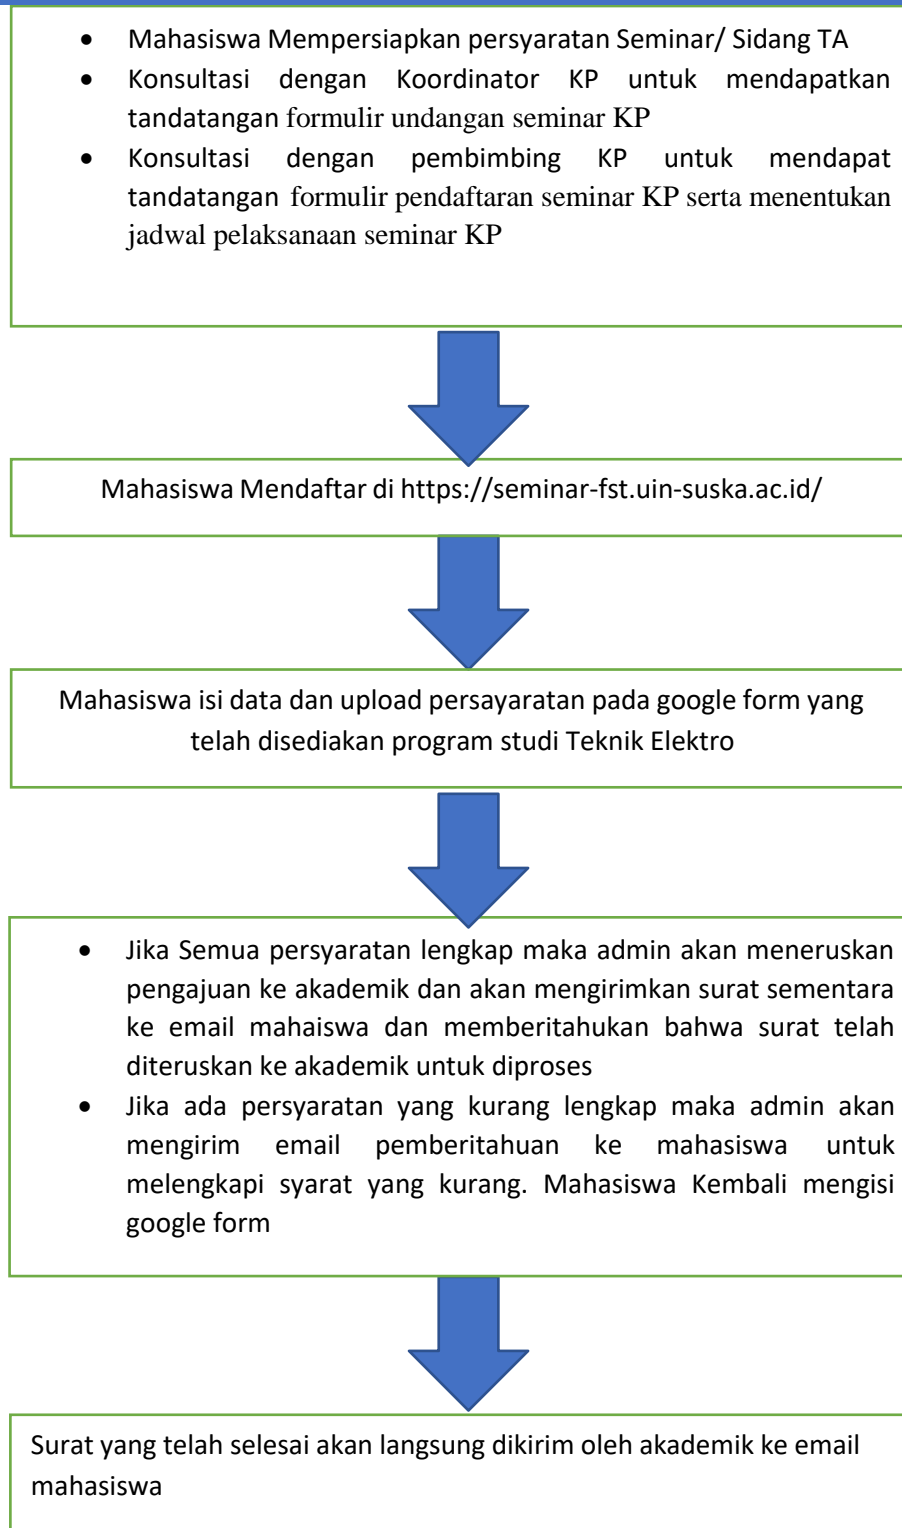 • Mahasiswa Mempersiapkan persyaratan Seminar/ Sidang TA
• Konsultasi dengan Koordinator KP untuk mendapatkan
tandatangan formulir undangan seminar KP
• Konsultasi dengan pembimbing KP untuk mendapat
tandatangan formulir pendaftaran seminar KP serta menentukan
jadwal pelaksanaan seminar KP
Mahasiswa Mendaftar di https://seminar-fst.uin-suska.ac.id/
Mahasiswa isi data dan upload persayaratan pada google form yang
telah disediakan program studi Teknik Elektro
• Jika Semua persyaratan lengkap maka admin akan meneruskan
pengajuan ke akademik dan akan mengirimkan surat sementara
ke email mahaiswa dan memberitahukan bahwa surat telah
diteruskan ke akademik untuk diproses
• Jika ada persyaratan yang kurang lengkap maka admin akan
mengirim email pemberitahuan ke mahasiswa untuk
melengkapi syarat yang kurang. Mahasiswa Kembali mengisi
google form
Surat yang telah selesai akan langsung dikirim oleh akademik ke email
mahasiswa